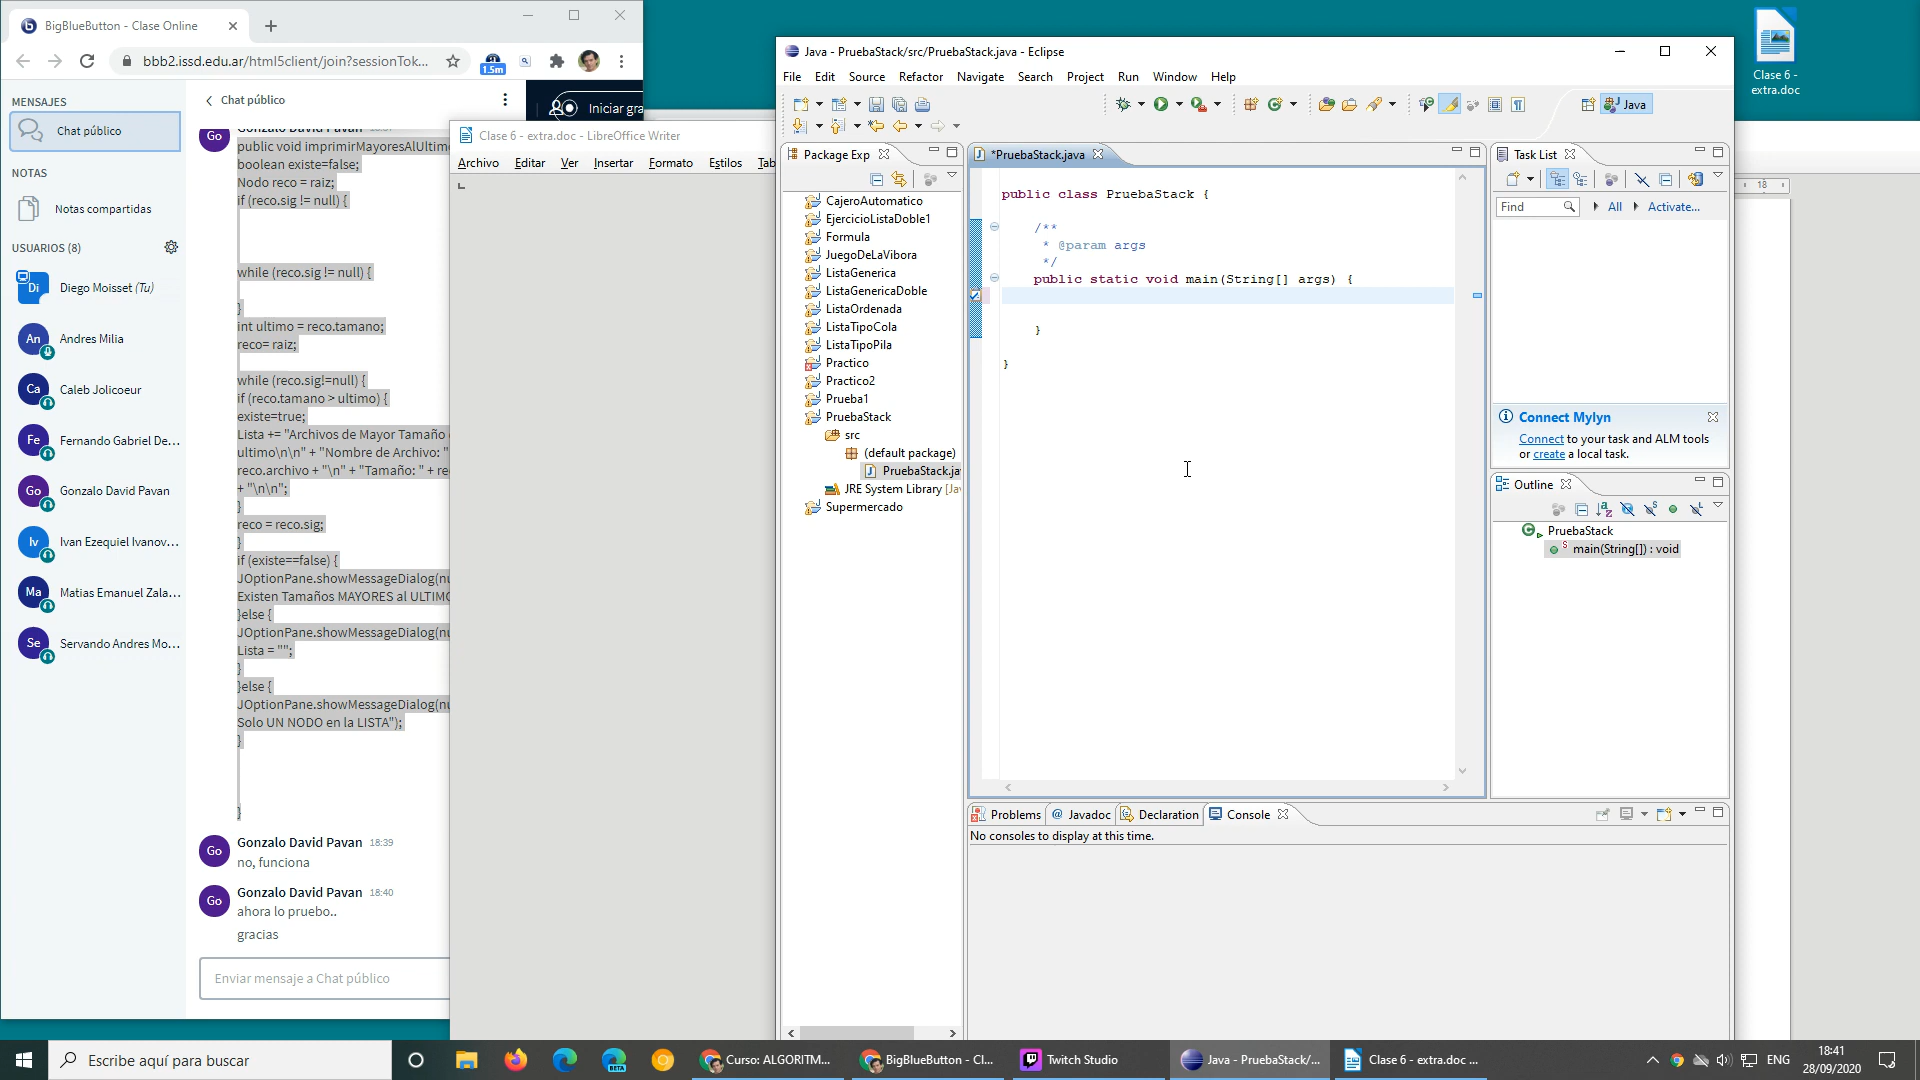 BigBlueButton - Clase Online
bbb2.issd.edu.ar/html5client/join?sessionTok...
1.5m
MENSAJES
Chat público
NOTAS
Notas compartidas
USUARIOS (8)
Di
Diego Moisset (Tu)
An
Andres Milia
Ca
Caleb Jolicoeur
Fe
Fernando Gabriel De...
Go
Gonzalo David Pavan
Iv
Ivan Ezequiel Ivanov...
Ma
Matias Emanuel Zala...
Se
Servando Andres Mo...
Chat público
Iniciar gra
Go
Gonzalo David Pavan
public void imprimirMayoresAlUltimo
boolean existe=false;
Nodo reco = raiz;
if (reco.sig != null) {
while (reco.sig != null) {
}
int ultimo = reco.tamano;
reco= raiz;
while (reco.sig!=null) {
if (reco.tamano > ultimo) {
existe=true;
Lista += "Archivos de Mayor Tamaño
ultimo\n\n" + "Nombre de Archivo: "
reco.archivo + "\n" + "Tamaño: " + re
+ "\n\n";
}
reco = reco.sig;
}
if (existe==false) {
JOptionPane.showMessageDialog(nu
Existen Tamaños MAYORES al ULTIMO
}else {
JOptionPane.showMessageDialog(nu
Lista = "";
}
}else {
JOptionPane.showMessageDialog(nu
Solo UN NODO en la LISTA");
}
}
Go
Gonzalo David Pavan 18:39
no, funciona
Go
Gonzalo David Pavan 18:40
ahora lo pruebo..
gracias
Enviar mensaje a Chat público
Clase 6 - extra.doc - LibreOffice Writer
Archivo Editar Ver Insertar Formato Estilos Tab
Java - PruebaStack/src/PruebaStack.java - Eclipse
File Edit Source Refactor Navigate Search Project Run Window Help
Java
Package Exp
CajeroAutomatico
EjercicioListaDoble1
Formula
JuegoDeLaVibora
ListaGenerica
ListaGenericaDoble
ListaOrdenada
ListaTipoCola
ListaTipoPila
Practico
Practico2
Prueba1
PruebaStack
src
(default package)
PruebaStack.ja
JRE System Library [Ja
Supermercado
*PruebaStack.java
public class PruebaStack {
/**
* @param args
*/
public static void main(String[] args) {
}
}
Task List
Find
All
Activate...
Connect Mylyn
Connect to your task and ALM tools
or create a local task.
Outline
PruebaStack
main(String[]) : void
Problems
@ Javadoc
Declaration
Console
No consoles to display at this time.
18
Clase 6 -
extra.doc
Escribe aquí para buscar
BETA
Curso: ALGORITM...
BigBlueButton - Cl...
Twitch Studio
Java - PruebaStack/...
Clase 6 - extra.doc ...
ENG
18:41
28/09/2020